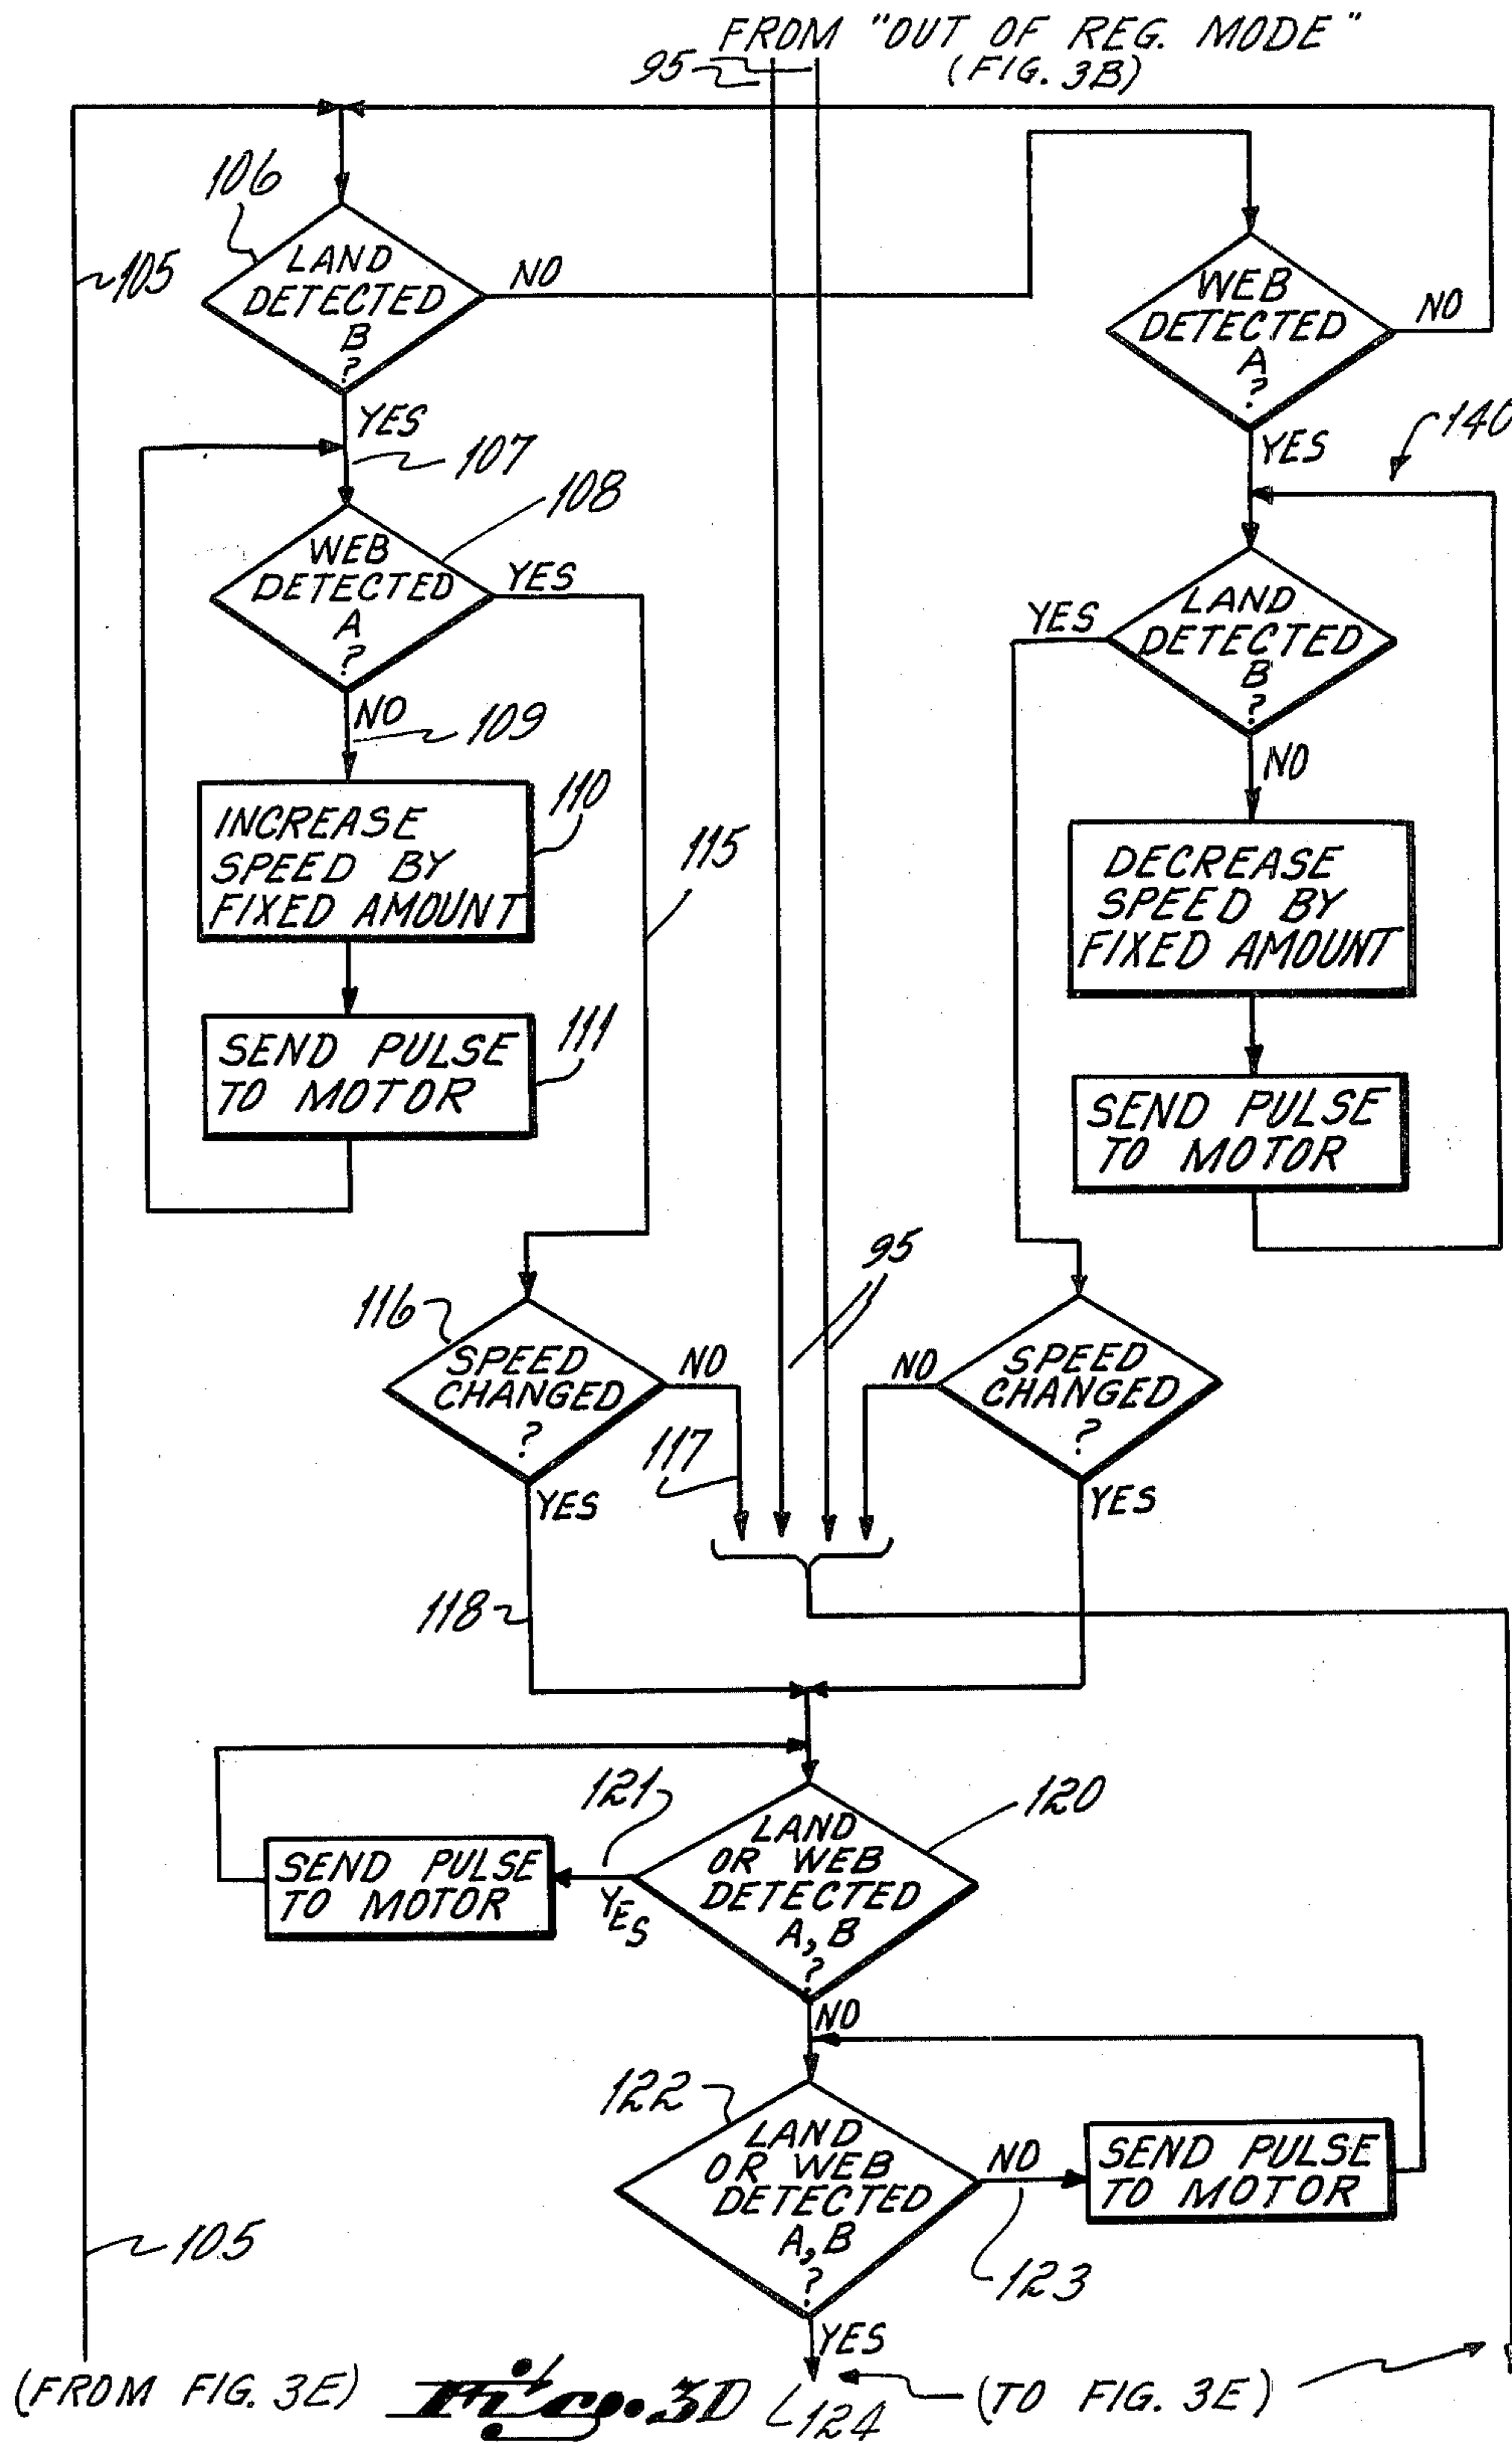 FROM "OUT OF REG. MODE"
(FIG. 3B)
95
106
105
LAND
DETECTED
B
?
NO
WEB
DETECTED
A
?
NO
YES
107
YES
140
108
WEB
DETECTED
A
?
YES
YES
LAND
DETECTED
B
?
NO
109
NO
INCREASE
SPEED BY
FIXED AMOUNT
110
115
DECREASE
SPEED BY
FIXED AMOUNT
SEND PULSE
TO MOTOR
111
SEND PULSE
TO MOTOR
95
116
SPEED
CHANGED
?
NO
NO
SPEED
CHANGED
?
117
YES
YES
118
121
120
LAND
OR WEB
DETECTED
A, B
?
SEND PULSE
TO MOTOR
YES
NO
122
LAND
OR WEB
DETECTED
A, B
?
NO
SEND PULSE
TO MOTOR
123
105
YES
(FROM FIG. 3E)
Fig. 3D
124
(TO FIG. 3E)